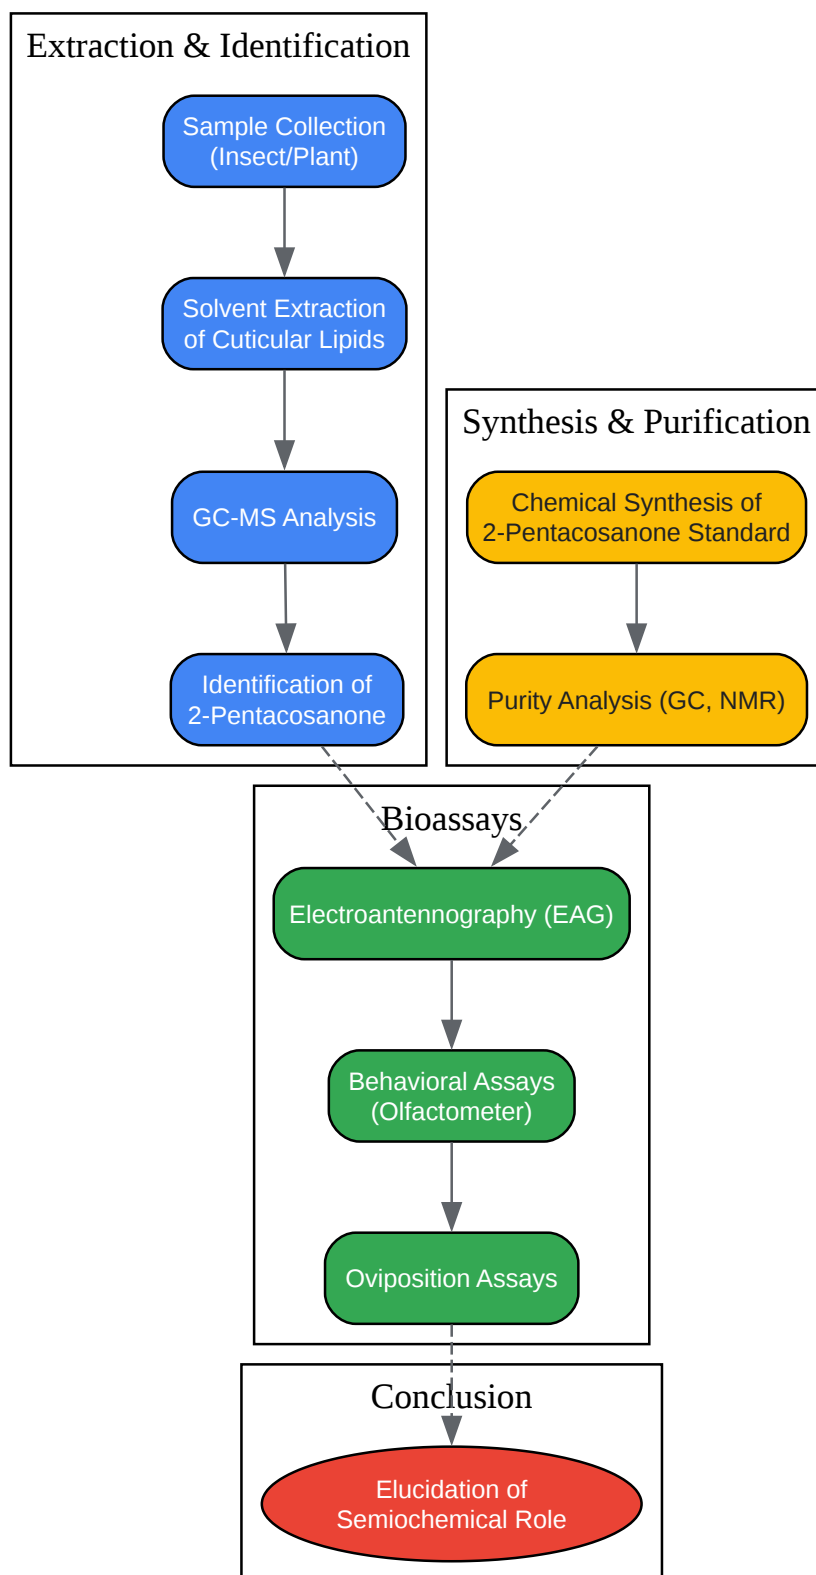 Extraction & Identification
Sample Collection
(Insect/Plant)
Solvent Extraction
of Cuticular Lipids
GC-MS Analysis
Identification of
2-Pentacosanone
Synthesis & Purification
Chemical Synthesis of
2-Pentacosanone Standard
Purity Analysis (GC, NMR)
Bioassays
Electroantennography (EAG)
Behavioral Assays
(Olfactometer)
Oviposition Assays
Conclusion
Elucidation of
Semiochemical Role